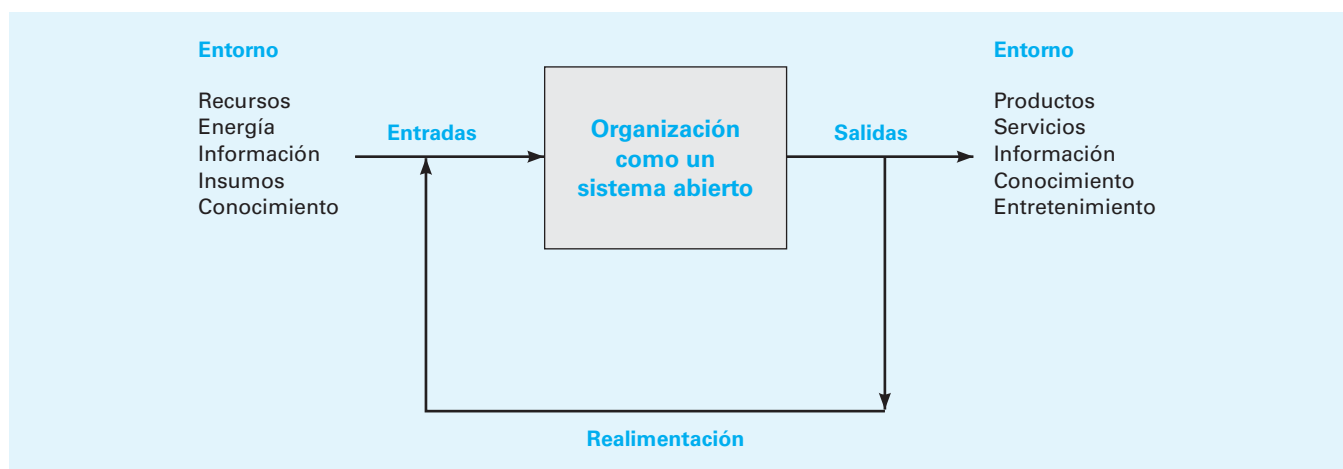 Entorno
Recursos
Energía
Información
Insumos
Conocimiento
Entradas
Organización
como un
sistema abierto
Salidas
Entorno
Productos
Servicios
Información
Conocimiento
Entretenimiento
Realimentación